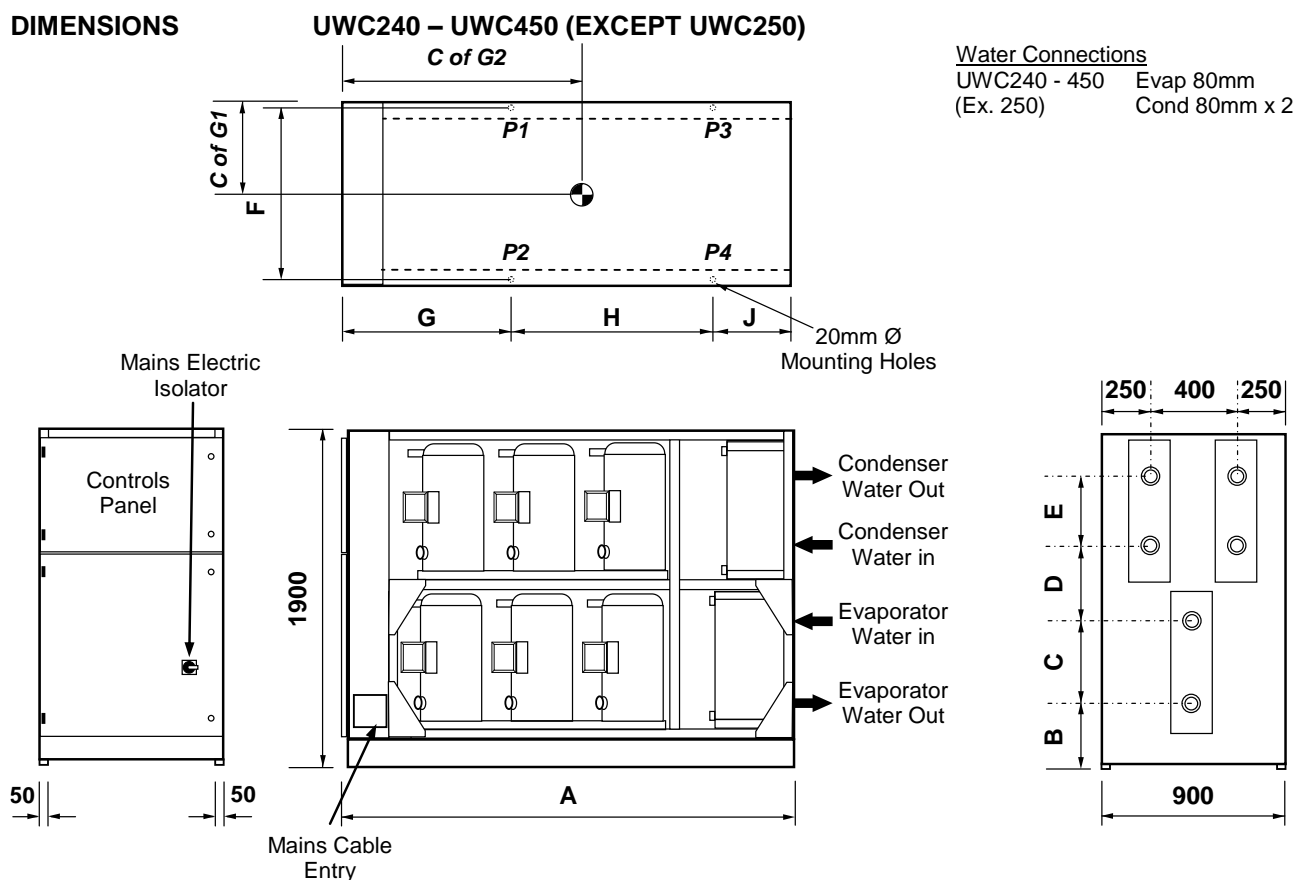 DIMENSIONS
UWC240 – UWC450 (EXCEPT UWC250)
Water Connections
UWC240 - 450 Evap 80mm
(Ex. 250) Cond 80mm x 2
C of G2
C of G1
F
P1
P3
P2
P4
G
H
J
20mm Ø
Mounting Holes
Mains Electric
Isolator
Controls
Panel
50
50
1900
Condenser
Water Out
Condenser
Water in
Evaporator
Water in
Evaporator
Water Out
A
Mains Cable
Entry
250
400
250
E
D
C
B
900